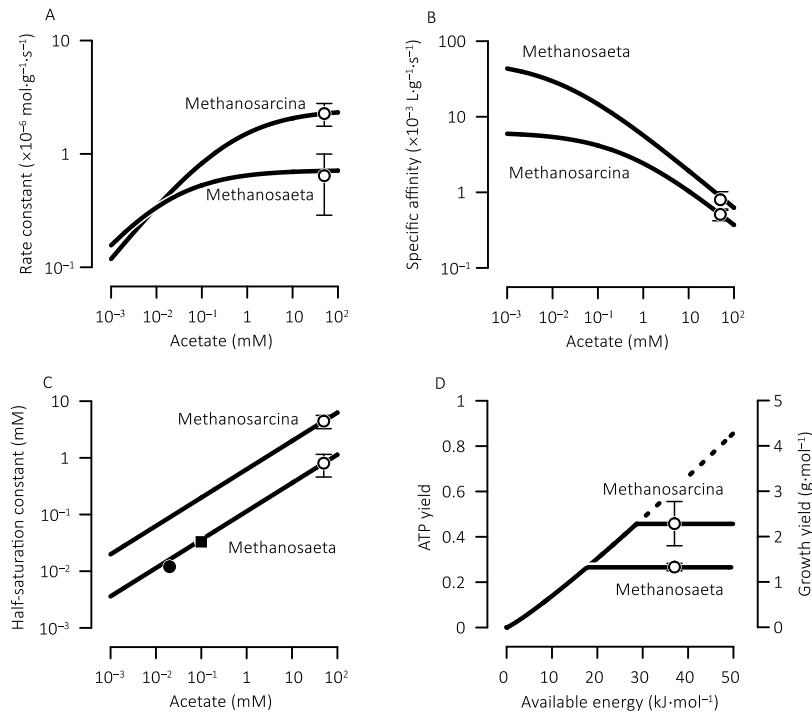 A
Rate constant (×10⁻⁶ mol·g⁻¹·s⁻¹)
10
1
10⁻¹
Methanosarcina
Methanosaeta
10⁻³ 10⁻² 10⁻¹ 1 10 10²
Acetate (mM)
B
Specific affinity (×10⁻³ L·g⁻¹·s⁻¹)
100
10
1
10⁻¹
Methanosaeta
Methanosarcina
10⁻³ 10⁻² 10⁻¹ 1 10 10²
Acetate (mM)
C
Half-saturation constant (mM)
10
1
10⁻¹
10⁻²
10⁻³
Methanosarcina
Methanosaeta
10⁻³ 10⁻² 10⁻¹ 1 10 10²
Acetate (mM)
D
ATP yield
1
0.8
0.6
0.4
0.2
0
Methanosarcina
Methanosaeta
5
4
3
2
1
0
Growth yield (g·mol⁻¹)
0 10 20 30 40 50
Available energy (kJ·mol⁻¹)